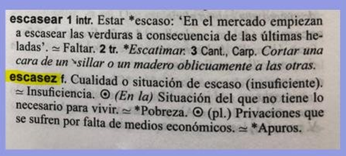 escasear 1 intr. Estar *escaso: 'En el mercado empiezan
a escasear las verduras a consecuencia de las últimas he-
ladas'. ≃ Faltar. 2 tr. *Escatimar. 3 Cant., Carp. Cortar una
cara de un *sillar o un madero oblicuamente a las otras.
escasez f. Cualidad o situación de escaso (insuficiente).
≃ Insuficiencia. ⊙ (En la) Situación del que no tiene lo
necesario para vivir. ≃ *Pobreza. ⊙ (pl.) Privaciones que
se sufren por falta de medios económicos. ≃ *Apuros.